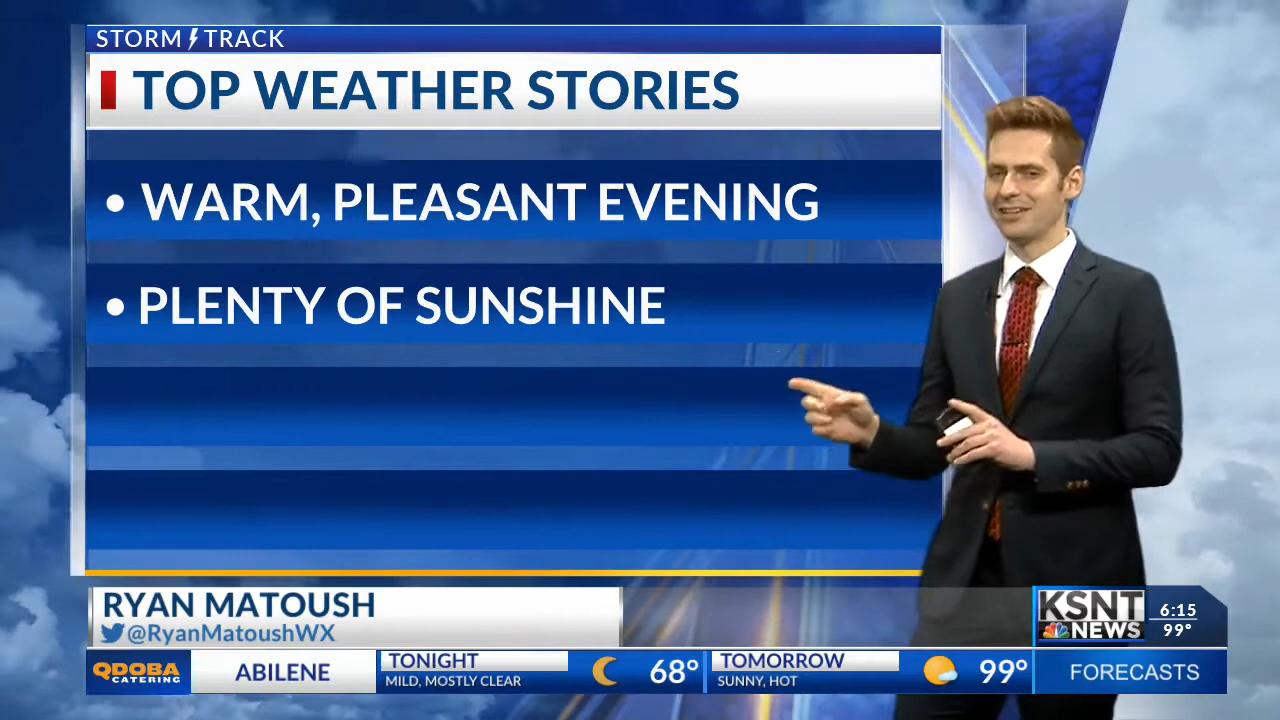 STORM TRACK
TOP WEATHER STORIES
• WARM, PLEASANT EVENING
• PLENTY OF SUNSHINE
RYAN MATOUSH
@RyanMatoushWX
KSNT
NEWS
6:15
99°
QDOBA
CATERING
ABILENE
TONIGHT
MILD, MOSTLY CLEAR
68°
TOMORROW
SUNNY, HOT
99°
FORECASTS